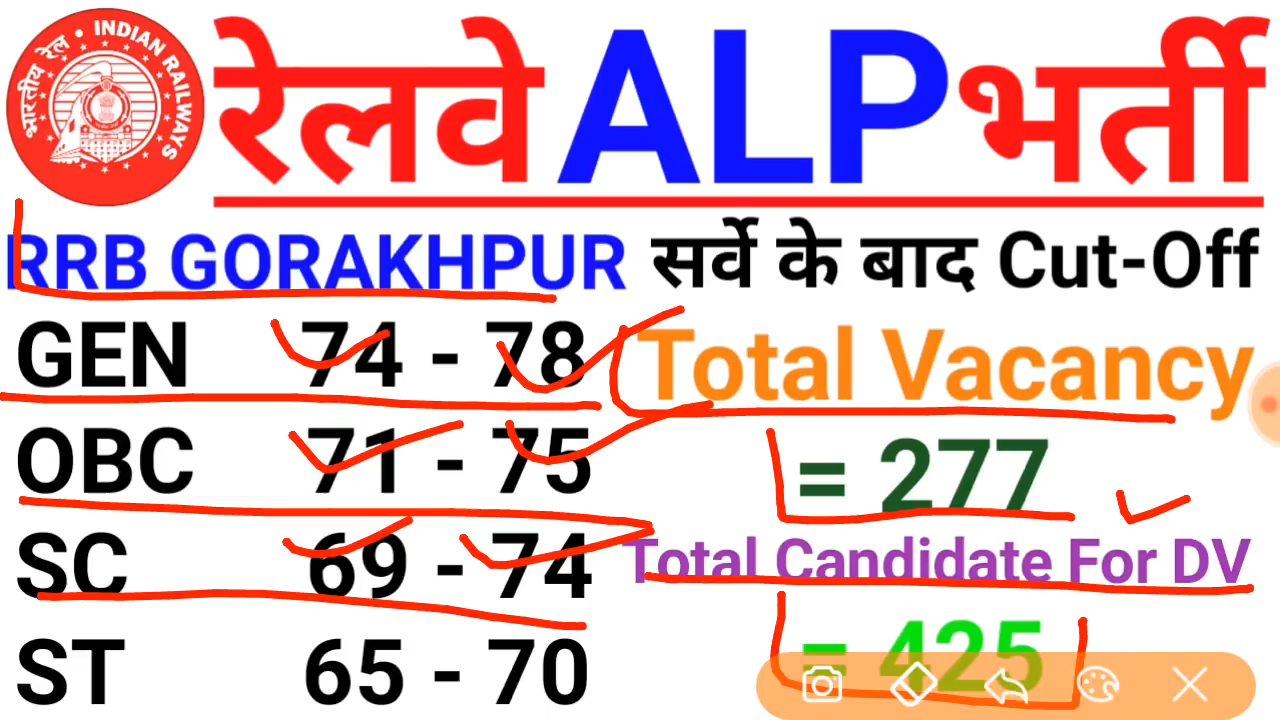 भारतीय रेल • INDIAN RAILWAYS
रेलवे ALP भर्ती
RRB GORAKHPUR सर्वे के बाद Cut-Off
GEN 74 - 78
OBC 71 - 75
SC 69 - 74
ST 65 - 70
Total Vacancy
= 277
Total Candidate For DV
= 425